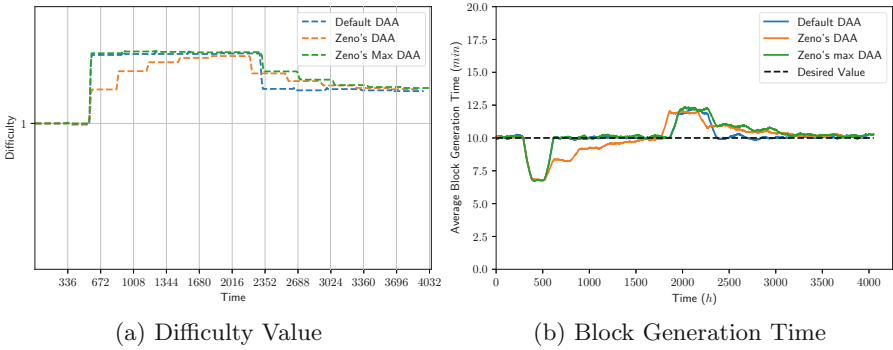 Default DAA
Zeno's DAA
Zeno's Max DAA
1
Difficulty
336 672 1008 1344 1680 2016 2352 2688 3024 3360 3696 4032
Time
(a) Difficulty Value
20.0
17.5
15.0
12.5
10.0
7.5
5.0
2.5
0.0
Average Block Generation Time (min)
Default DAA
Zeno's DAA
Zeno's max DAA
Desired Value
0 500 1000 1500 2000 2500 3000 3500 4000
Time (h)
(b) Block Generation Time